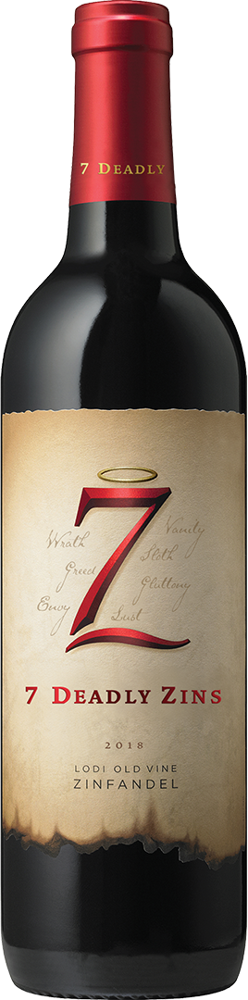 7 DEADLY
7
Wrath
Vanity
Greed
Sloth
Gluttony
Envy
Lust
7 DEADLY ZINS
2018
LODI OLD VINE
ZINFANDEL